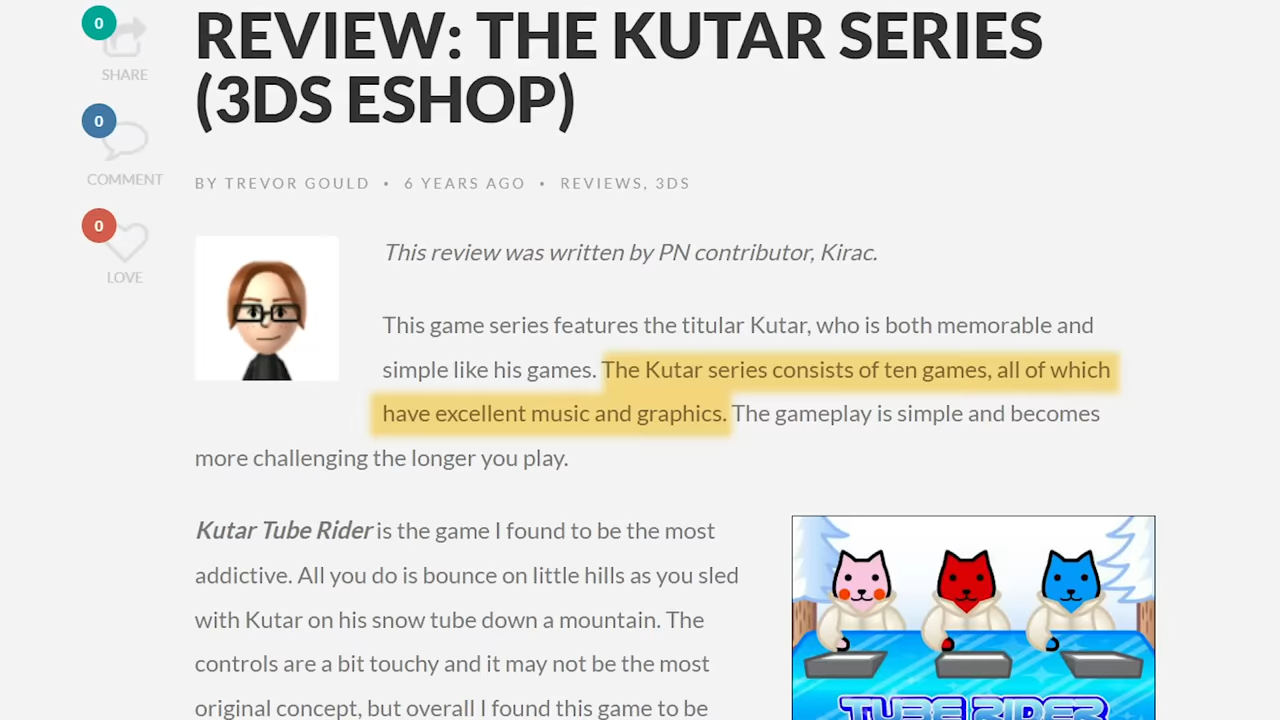 0
SHARE
0
COMMENT
0
LOVE
REVIEW: THE KUTAR SERIES
(3DS ESHOP)
BY TREVOR GOULD • 6 YEARS AGO • REVIEWS, 3DS
This review was written by PN contributor, Kirac.
This game series features the titular Kutar, who is both memorable and
simple like his games. The Kutar series consists of ten games, all of which
have excellent music and graphics. The gameplay is simple and becomes
more challenging the longer you play.
Kutar Tube Rider is the game I found to be the most
addictive. All you do is bounce on little hills as you sled
with Kutar on his snow tube down a mountain. The
controls are a bit touchy and it may not be the most
original concept, but overall I found this game to be
TUBE RIDER